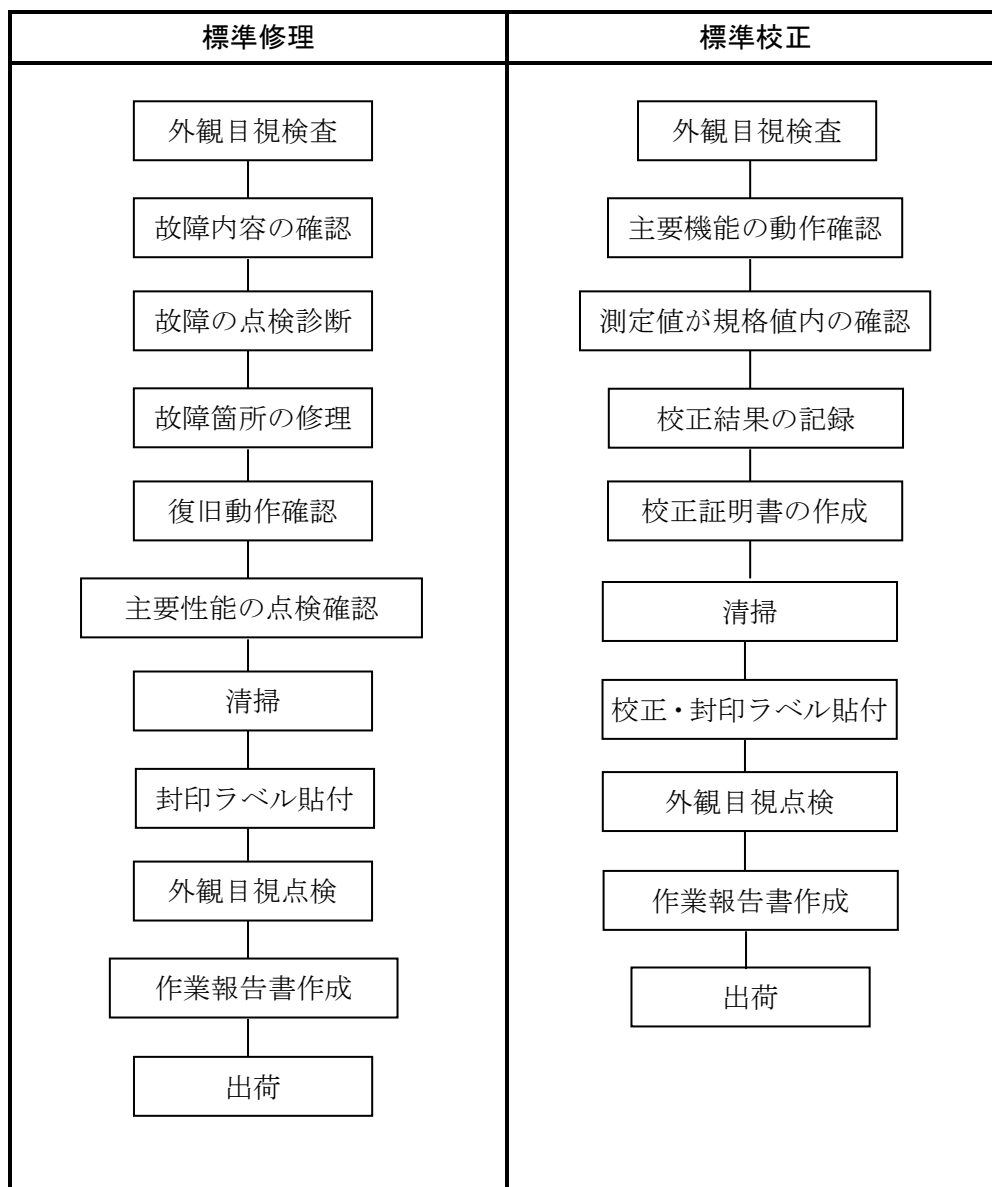 標準修理
外観目視検査
故障内容の確認
故障の点検診断
故障箇所の修理
復旧動作確認
主要性能の点検確認
清掃
封印ラベル貼付
外観目視点検
作業報告書作成
出荷
標準校正
外観目視検査
主要機能の動作確認
測定値が規格値内の確認
校正結果の記録
校正証明書の作成
清掃
校正・封印ラベル貼付
外観目視点検
作業報告書作成
出荷